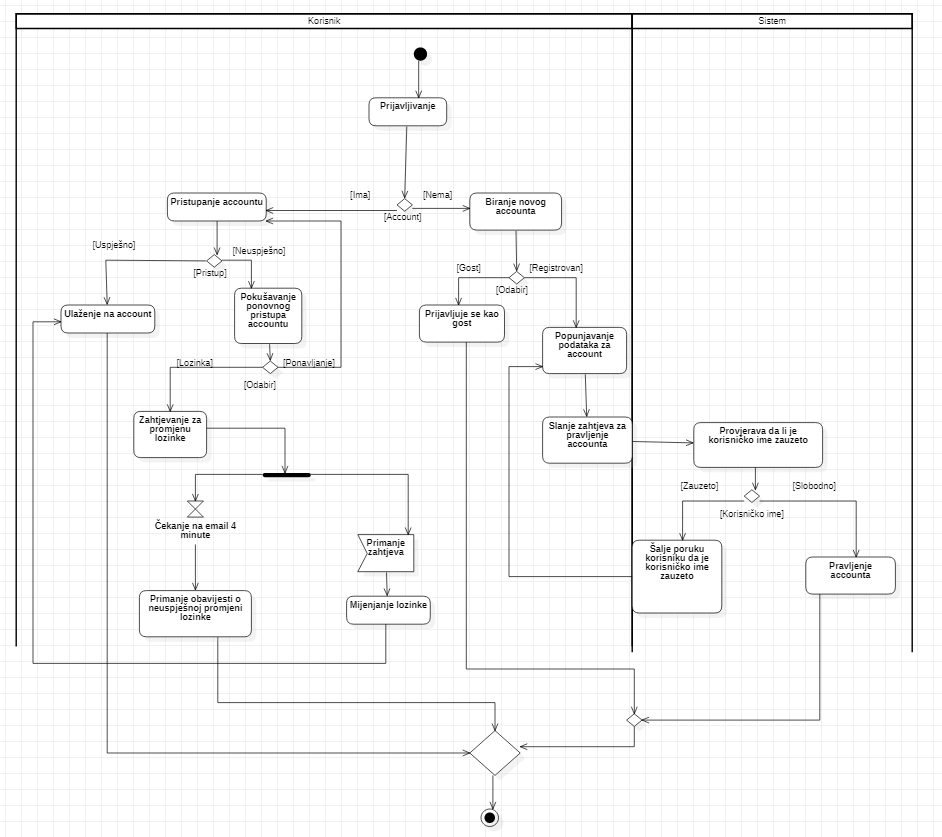 Korisnik
Sistem
Prijavljivanje
[Ima]
[Nema]
[Account]
Pristupanje accountu
Biranje novog
accounta
[Uspješno]
[Neuspješno]
[Pristup]
[Gost]
[Registrovan]
[Odabir]
Ulaženje na account
Pokušavanje
ponovnog
pristupa
accountu
Prijavljuje se kao
gost
Popunjavanje
podataka za
account
[Lozinka]
[Ponavljanje]
[Odabir]
Zahtjevanje za
promjenu
lozinke
Slanje zahtjeva za
pravljenje
accounta
Provjerava da li je
korisničko ime zauzeto
[Zauzeto]
[Slobodno]
[Korisničko ime]
Čekanje na email 4
minute
Primanje
zahtjeva
Šalje poruku
korisniku da je
korisničko ime
zauzeto
Pravljenje
accounta
Primanje obavijesti o
neuspješnoj promjeni
lozinke
Mijenjanje lozinke